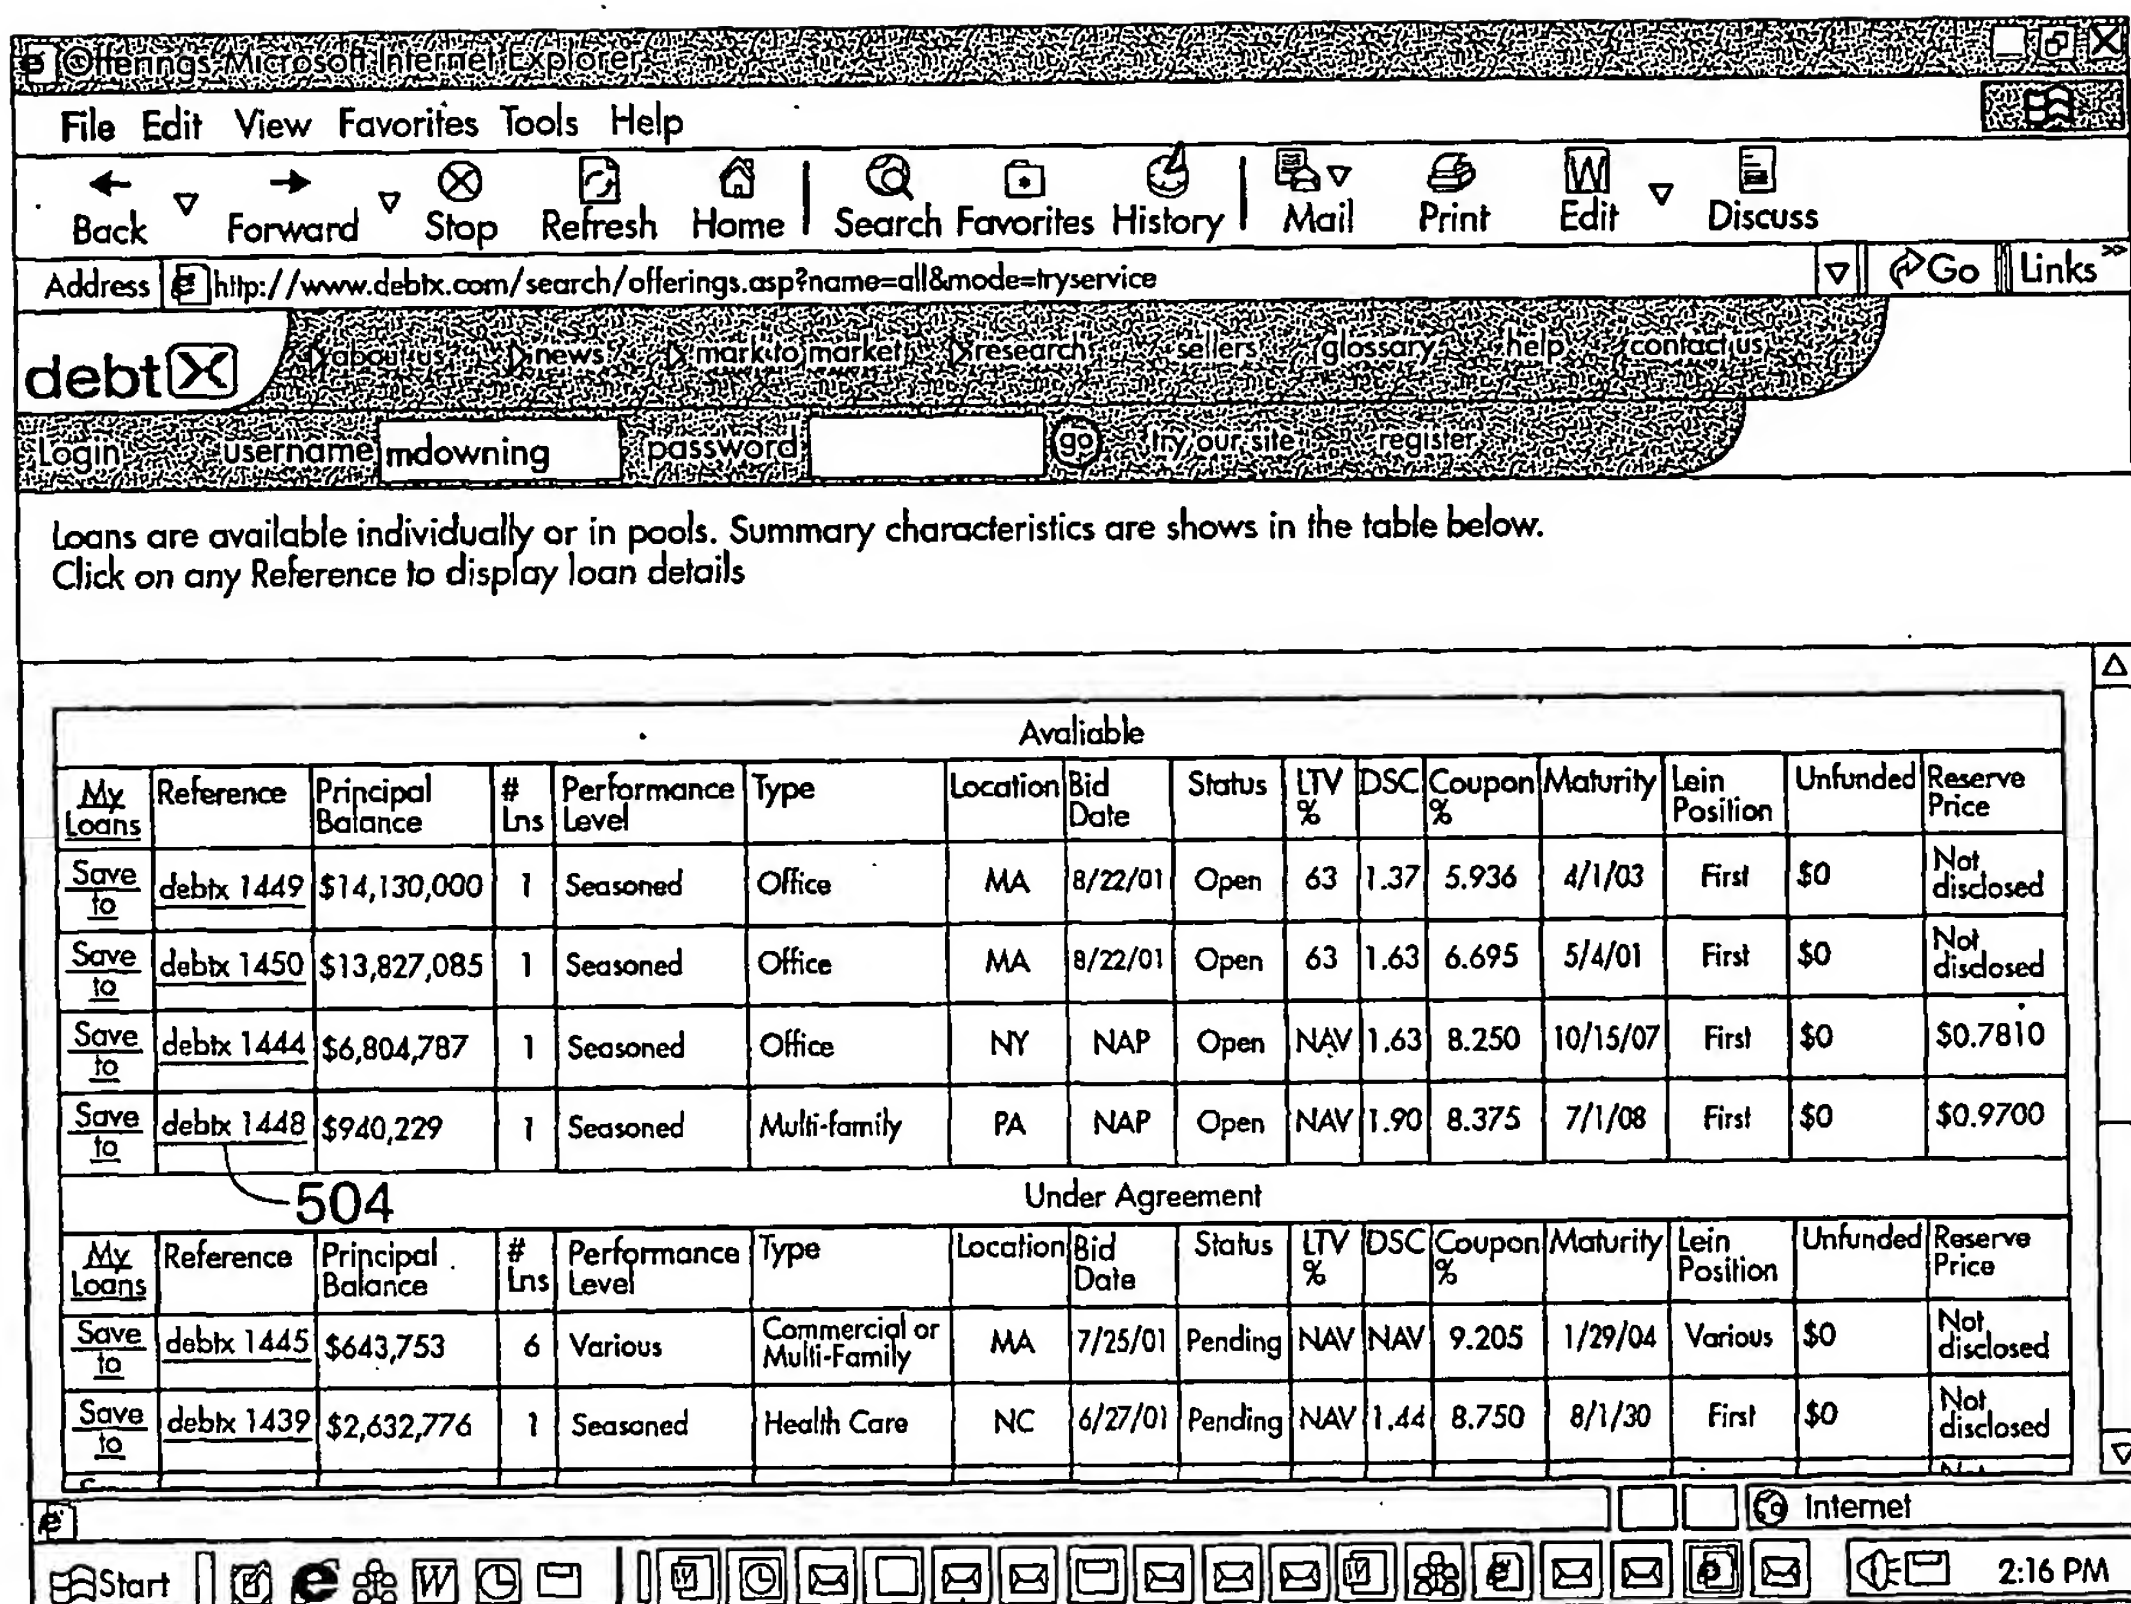 @Offerings-Microsoft Internet Explorer
File Edit View Favorites Tools Help
Back Forward Stop Refresh Home Search Favorites History Mail Print Edit Discuss
Address http://www.debtx.com/search/offerings.asp?name=all&mode=tryservice Go Links »
debtX about us news mark to market research sellers glossary help contact us
Login username mdowning password go try our site register
Loans are available individually or in pools. Summary characteristics are shows in the table below.
Click on any Reference to display loan details
Avaliable
My Loans Reference Principal Balance # Lns Performance Level Type Location Bid Date Status LTV % DSC Coupon % Maturity Lein Position Unfunded Reserve Price
Save to debtx 1449 $14,130,000 1 Seasoned Office MA 8/22/01 Open 63 1.37 5.936 4/1/03 First $0 Not disclosed
Save to debtx 1450 $13,827,085 1 Seasoned Office MA 8/22/01 Open 63 1.63 6.695 5/4/01 First $0 Not disclosed
Save to debtx 1444 $6,804,787 1 Seasoned Office NY NAP Open NAV 1.63 8.250 10/15/07 First $0 $0.7810
Save to debtx 1448 $940,229 1 Seasoned Multi-family PA NAP Open NAV 1.90 8.375 7/1/08 First $0 $0.9700
504 Under Agreement
My Loans Reference Principal Balance # Lns Performance Level Type Location Bid Date Status LTV % DSC Coupon % Maturity Lein Position Unfunded Reserve Price
Save to debtx 1445 $643,753 6 Various Commercial or Multi-Family MA 7/25/01 Pending NAV NAV 9.205 1/29/04 Various $0 Not disclosed
Save to debtx 1439 $2,632,776 1 Seasoned Health Care NC 6/27/01 Pending NAV 1.44 8.750 8/1/30 First $0 Not disclosed
Internet
Start 2:16 PM